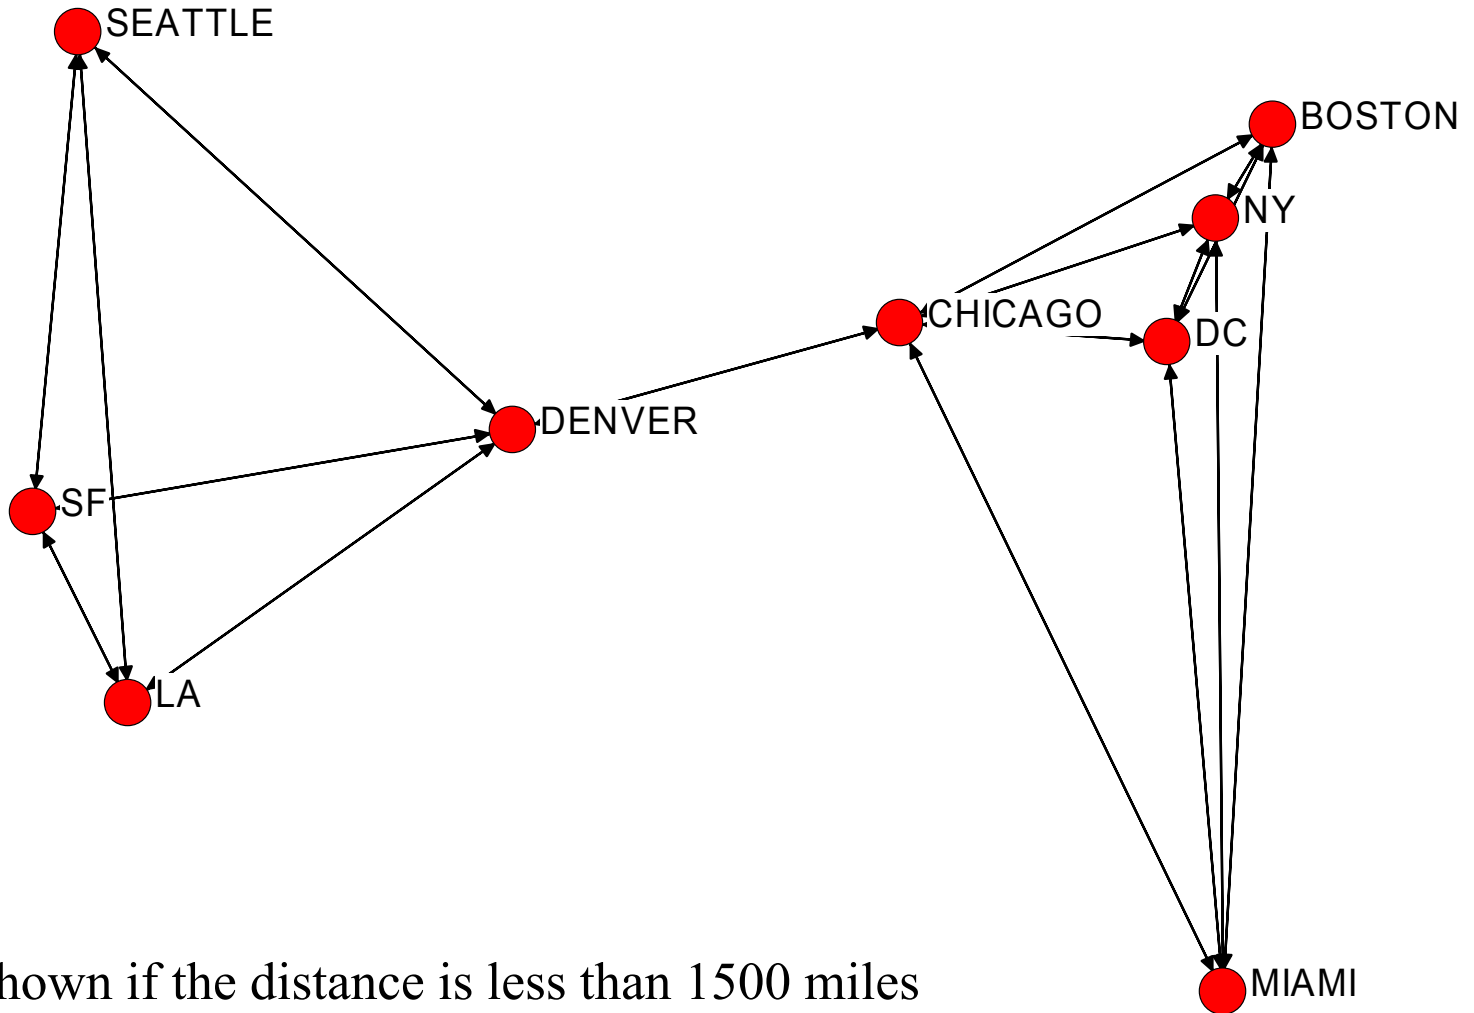 SEATTLE
BOSTON
NY
CHICAGO
DC
DENVER
SF
LA
hown if the distance is less than 1500 miles
MIAMI